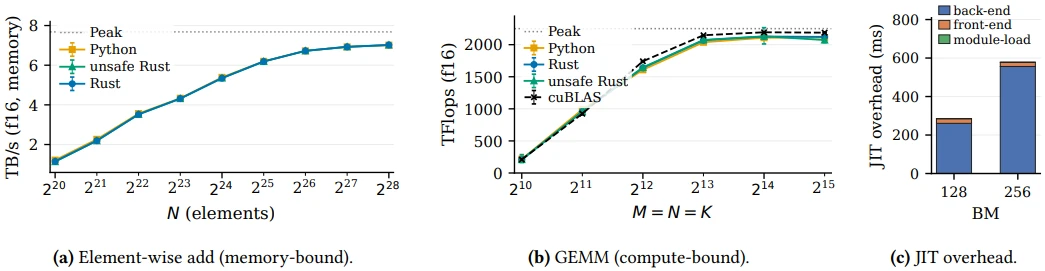 TB/s (f16, memory)
8
6
4
2
Peak
Python
unsafe Rust
Rust
2^20 2^21 2^22 2^23 2^24 2^25 2^26 2^27 2^28
N (elements)
(a) Element-wise add (memory-bound).
TFlops (f16)
2000
1500
1000
500
0
Peak
Python
Rust
unsafe Rust
cuBLAS
2^10 2^11 2^12 2^13 2^14 2^15
M = N = K
(b) GEMM (compute-bound).
JIT overhead (ms)
800
600
400
200
0
back-end
front-end
module-load
128 256
BM
(c) JIT overhead.